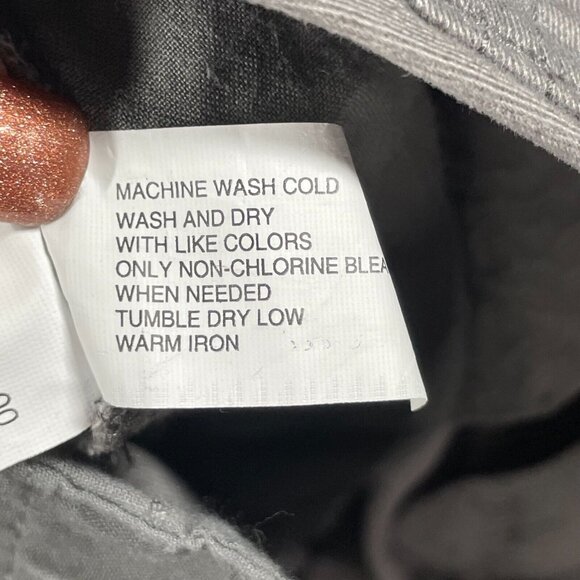 MACHINE WASH COLD
WASH AND DRY
WITH LIKE COLORS
ONLY NON-CHLORINE BLEA
WHEN NEEDED
TUMBLE DRY LOW
WARM IRON